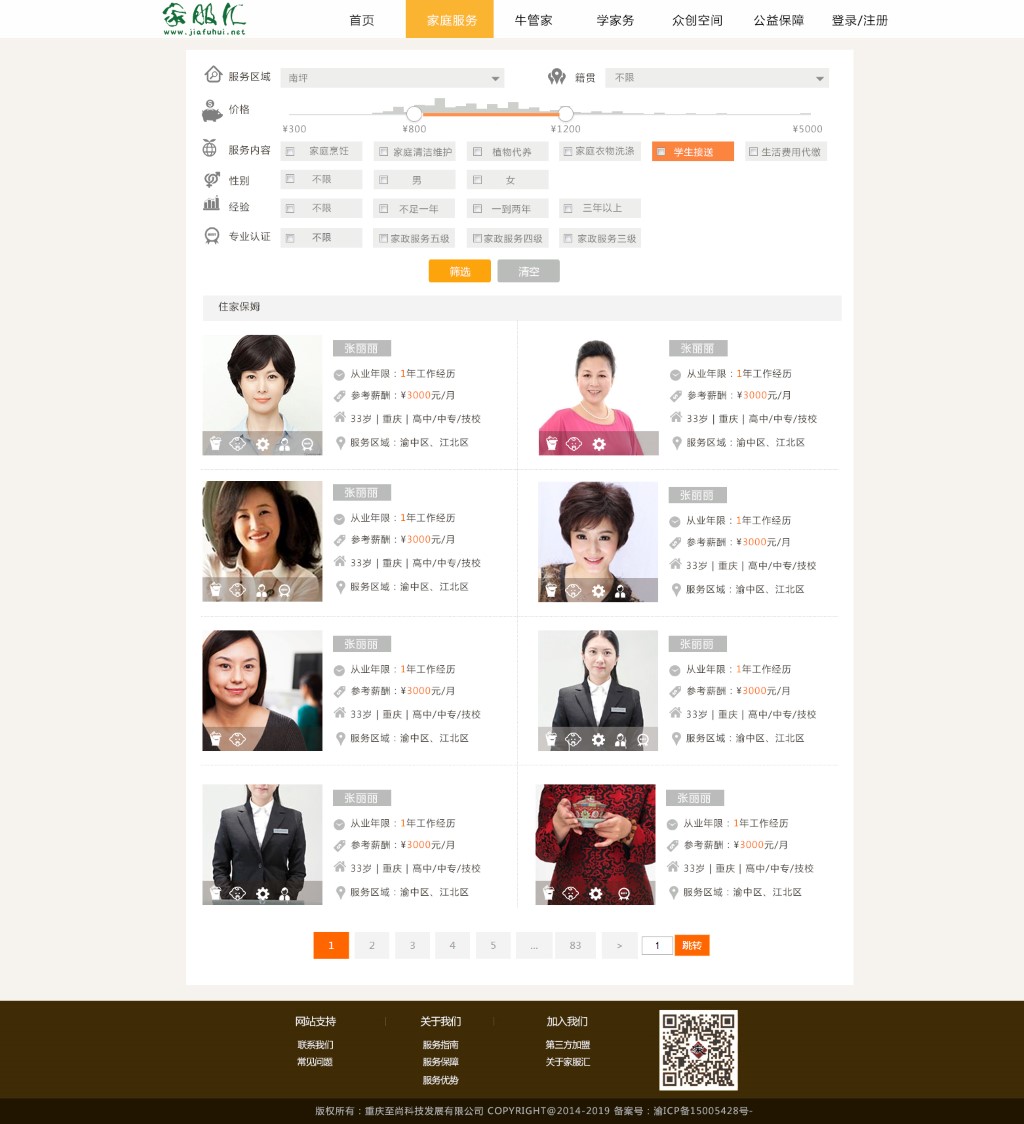 家服汇
www.jiafuhui.net
首页 家庭服务 牛管家 学家务 众创空间 公益保障 登录/注册
服务区域 南坪 籍贯 不限
价格
¥300 ¥800 ¥1200 ¥5000
服务内容 家庭烹饪 家庭清洁维护 植物代养 家庭衣物洗涤 学生接送 生活费用代缴
性别 不限 男 女
经验 不限 不足一年 一到两年 三年以上
专业认证 不限 家政服务五级 家政服务四级 家政服务三级
筛选 清空
住家保姆
张丽丽
从业年限：1年工作经历
参考薪酬：¥3000元/月
33岁 | 重庆 | 高中/中专/技校
服务区域：渝中区、江北区
张丽丽
从业年限：1年工作经历
参考薪酬：¥3000元/月
33岁 | 重庆 | 高中/中专/技校
服务区域：渝中区、江北区
张丽丽
从业年限：1年工作经历
参考薪酬：¥3000元/月
33岁 | 重庆 | 高中/中专/技校
服务区域：渝中区、江北区
张丽丽
从业年限：1年工作经历
参考薪酬：¥3000元/月
33岁 | 重庆 | 高中/中专/技校
服务区域：渝中区、江北区
张丽丽
从业年限：1年工作经历
参考薪酬：¥3000元/月
33岁 | 重庆 | 高中/中专/技校
服务区域：渝中区、江北区
张丽丽
从业年限：1年工作经历
参考薪酬：¥3000元/月
33岁 | 重庆 | 高中/中专/技校
服务区域：渝中区、江北区
张丽丽
从业年限：1年工作经历
参考薪酬：¥3000元/月
33岁 | 重庆 | 高中/中专/技校
服务区域：渝中区、江北区
张丽丽
从业年限：1年工作经历
参考薪酬：¥3000元/月
33岁 | 重庆 | 高中/中专/技校
服务区域：渝中区、江北区
1 2 3 4 5 ... 83 > 1 跳转
网站支持 关于我们 加入我们
联系我们 服务指南 第三方加盟
常见问题 服务保障 关于家服汇
服务优势
版权所有：重庆至尚科技发展有限公司 COPYRIGHT@2014-2019 备案号：渝ICP备15005428号-